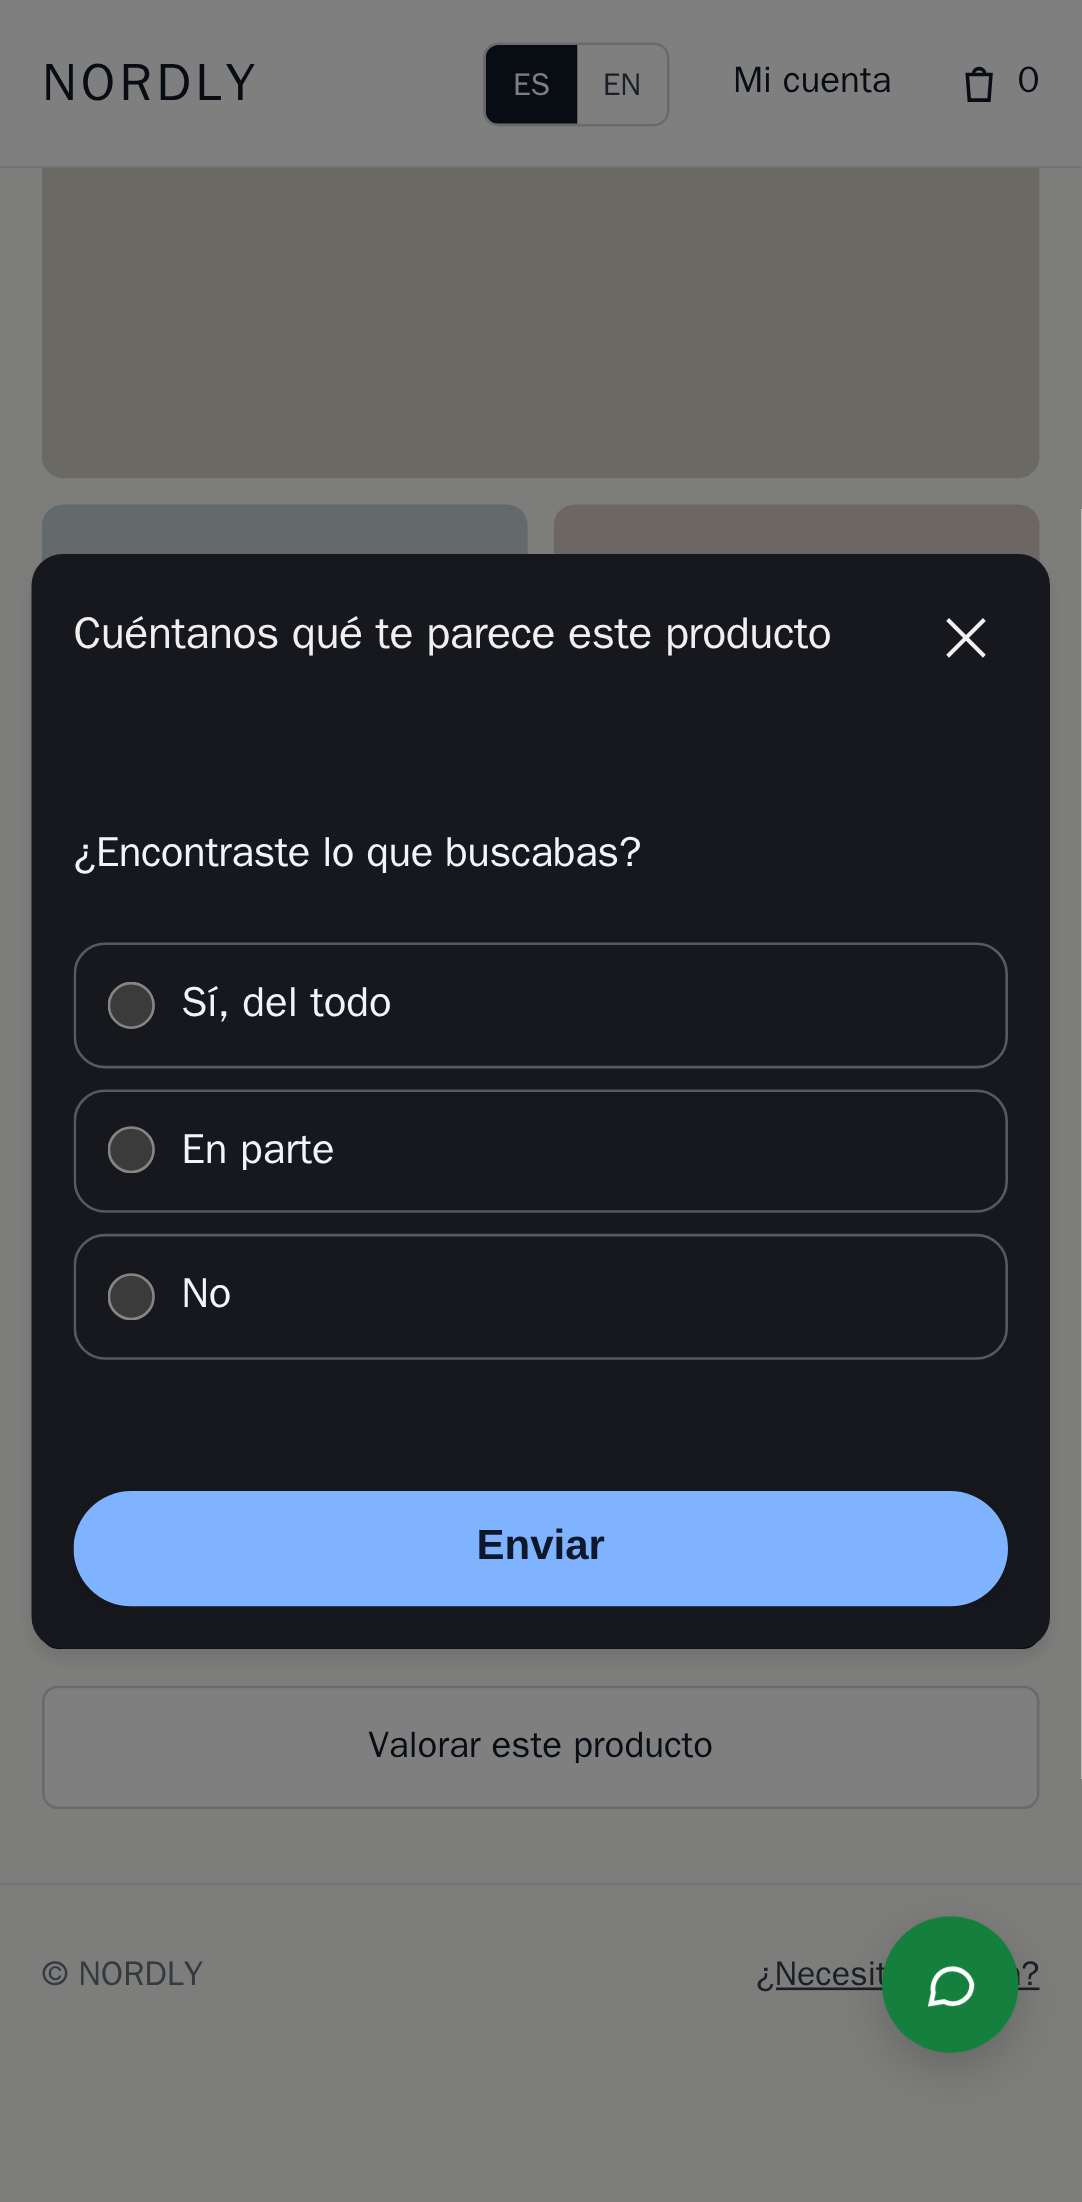 NORDLY
ES EN
Mi cuenta
0
Cuéntanos qué te parece este producto
¿Encontraste lo que buscabas?
Sí, del todo
En parte
No
Enviar
Valorar este producto
© NORDLY